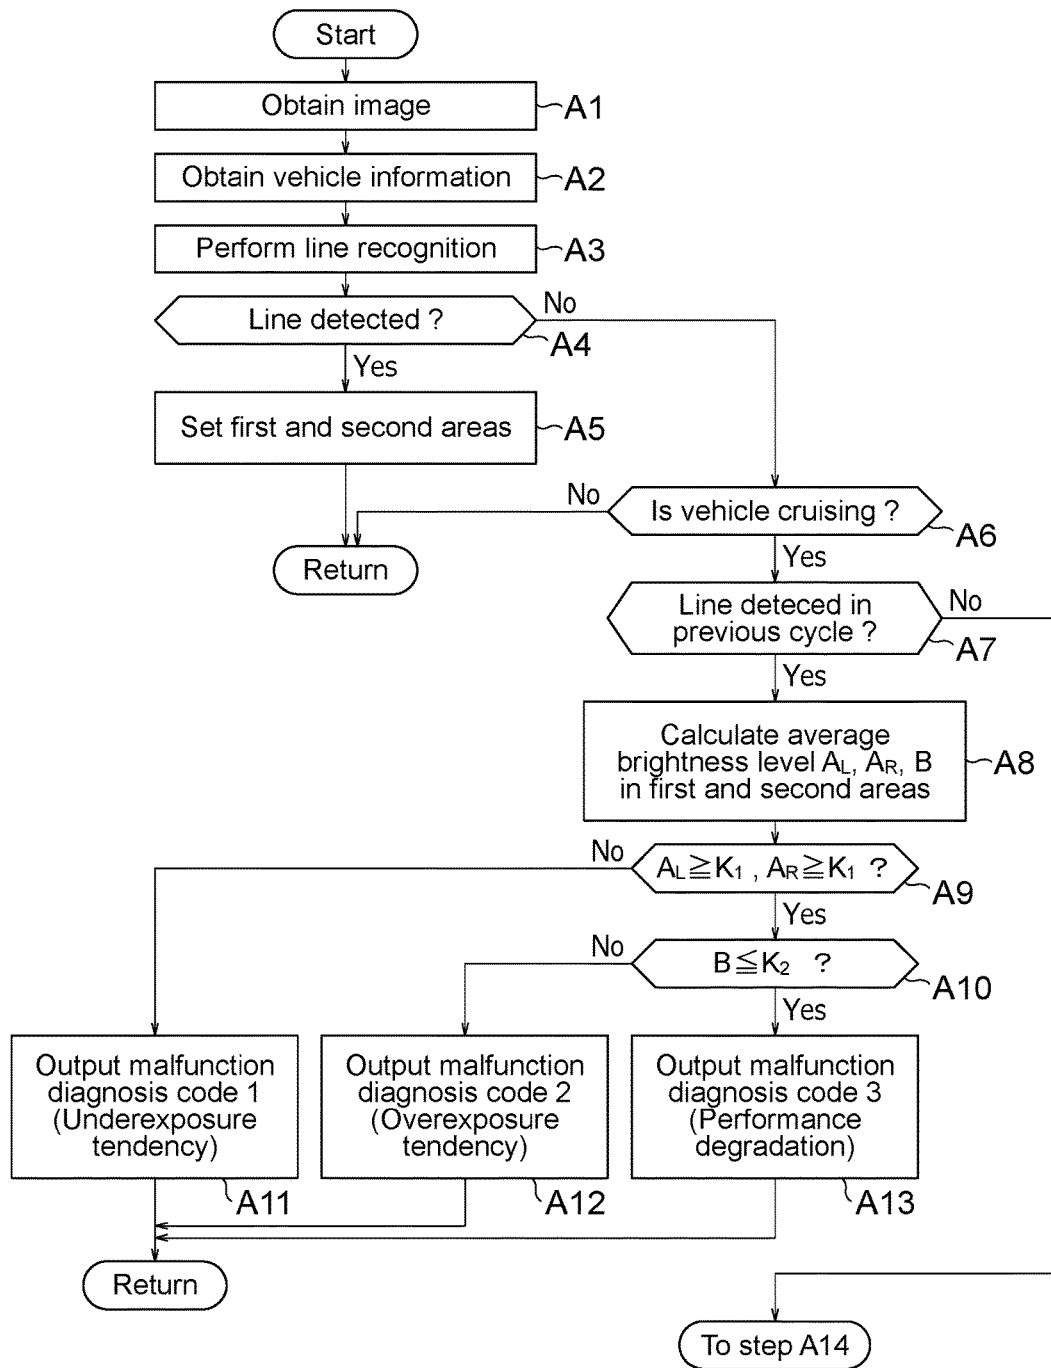 Start
Obtain image
A1
Obtain vehicle information
A2
Perform line recognition
A3
Line detected ?
No
A4
Yes
Set first and second areas
A5
No
Is vehicle cruising ?
A6
Return
Yes
Line deteced in
previous cycle ?
No
A7
Yes
Calculate average
brightness level AL, AR, B
in first and second areas
A8
No
AL≧K1 , AR≧K1 ?
A9
Yes
No
B≦K2 ?
A10
Yes
Output malfunction
diagnosis code 1
(Underexposure
tendency)
A11
Output malfunction
diagnosis code 2
(Overexposure
tendency)
A12
Output malfunction
diagnosis code 3
(Performance
degradation)
A13
Return
To step A14